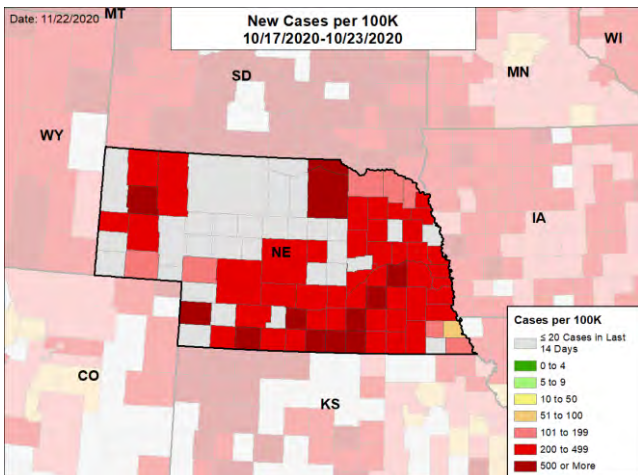 Date: 11/22/2020
New Cases per 100K
10/17/2020-10/23/2020
MT
WI
SD
MN
WY
IA
NE
CO
KS
Cases per 100K
≤ 20 Cases in Last
14 Days
0 to 4
5 to 9
10 to 50
51 to 100
101 to 199
200 to 499
500 or More